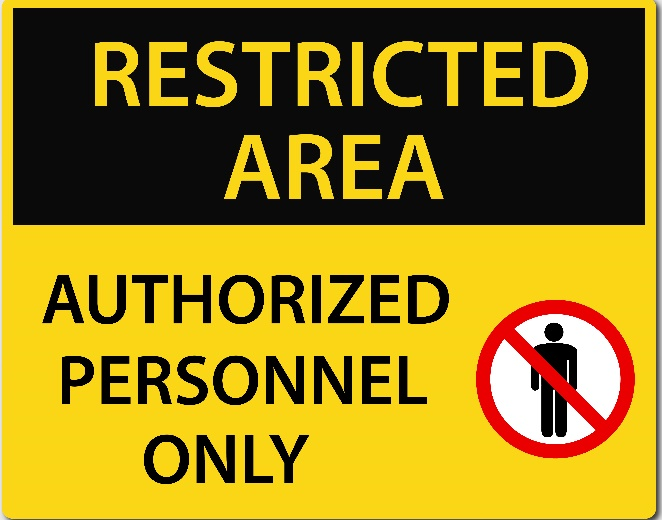 RESTRICTED
AREA
AUTHORIZED
PERSONNEL
ONLY